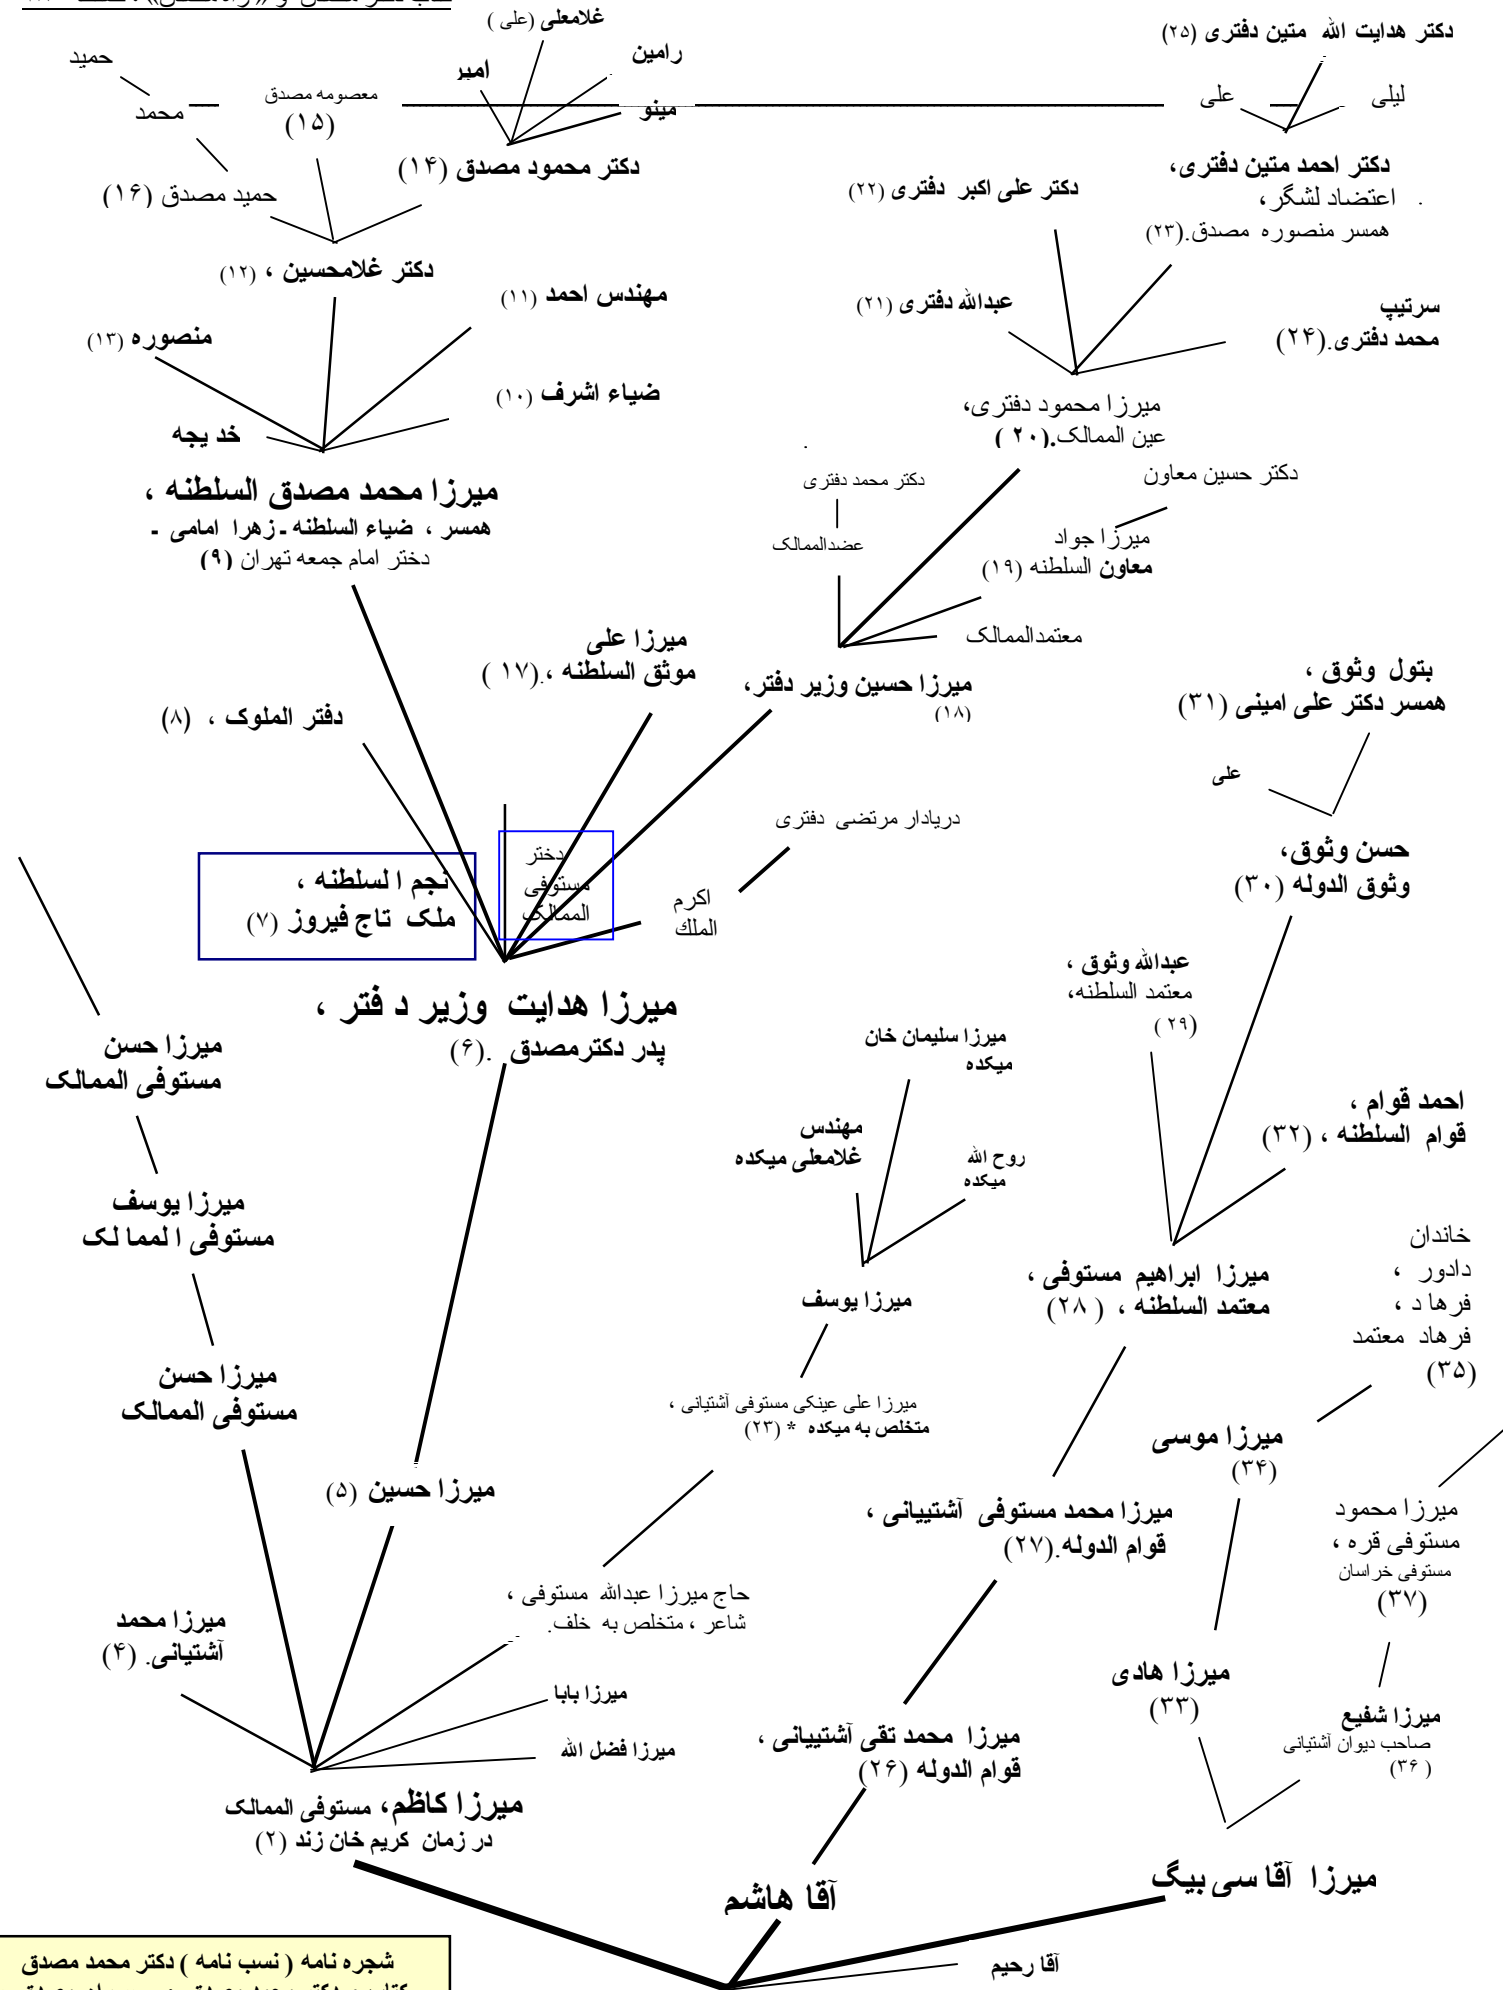 غلامعلی (علی )
دکتر هدایت الله متین دفتری (۲۵)
رامین
حمید
امیر
لیلی
علی
معصومه مصدق
(۱۵)
محمد
مینو
دکتر محمود مصدق (۱۴)
دکتر احمد متین دفتری،
اعتضاد لشگر،
همسر منصوره مصدق.(۲۳)
حمید مصدق (۱۶)
دکتر علی اکبر دفتری (۲۲)
دکتر غلامحسین ، (۱۲)
مهندس احمد (۱۱)
عبدالله دفتری (۲۱)
سرتیپ
محمد دفتری.(۲۴)
منصوره (۱۳)
ضیاء اشرف (۱۰)
میرزا محمود دفتری،
عین الممالک.(۲۰ )
خد یجه
میرزا محمد مصدق السلطنه ،
همسر ، ضیاء السلطنه ـ زهرا امامی ـ
دختر امام جمعه تهران (۹)
دکتر حسین معاون
دکتر محمد دفتری
میرزا جواد
معاون السلطنه (۱۹)
عضدالممالک
معتمدالممالک
میرزا علی
موثق السلطنه ،.(۱۷ )
میرزا حسین وزیر دفتر،
(۱۸)
بتول وثوق ،
همسر دکتر علی امینی (۳۱)
دفتر الملوک ، (۸)
علی
دریادار مرتضی دفتری
دختر
مستوفی
الممالک
نجم السلطنه ،
ملک تاج فیروز (۷)
اکرم
الملك
حسن وثوق،
وثوق الدوله (۳۰)
عبدالله وثوق ،
معتمد السلطنه،
(۲۹ )
میرزا هدایت وزیر د فتر ،
پدر دکترمصدق .(۶)
میرزا حسن
مستوفی الممالک
میرزا سلیمان خان
میکده
احمد قوام ،
قوام السلطنه ، (۳۲)
مهندس
غلامعلی میکده
روح الله
میکده
میرزا یوسف
مستوفی ا لمما لک
خاندان
دادور ،
فرها د ،
فرهاد معتمد
(۳۵)
میرزا ابراهیم مستوفی ،
معتمد السلطنه ، ( ۲۸)
میرزا یوسف
میرزا حسن
مستوفی الممالک
میرزا علی عینکی مستوفی آشتیانی ،
متخلص به میکده * (۲۳)
میرزا موسی
(۳۴)
میرزا حسین (۵)
میرزا محمد مستوفی آشتییانی ،
قوام الدوله.(۲۷)
میرزا محمود
مستوفی قره ،
مستوفی خراسان
(۳۷)
حاج میرزا عبدالله مستوفی ،
شاعر ، متخلص به خلف.
میرزا محمد
آشتیانی. (۴)
میرزا هادی
(۳۳)
میرزا بابا
میرزا شفیع
صاحب دیوان آشتیانی
(۳۶ )
میرزا فضل الله
میرزا محمد تقی آشتییانی ،
قوام الدوله (۲۶)
میرزا کاظم، مستوفی الممالک
در زمان کریم خان زند (۲)
میرزا آقا سی بیگ
آقا هاشم
آقا رحیم
شجره نامه ( نسب نامه ) دکتر محمد مصدق